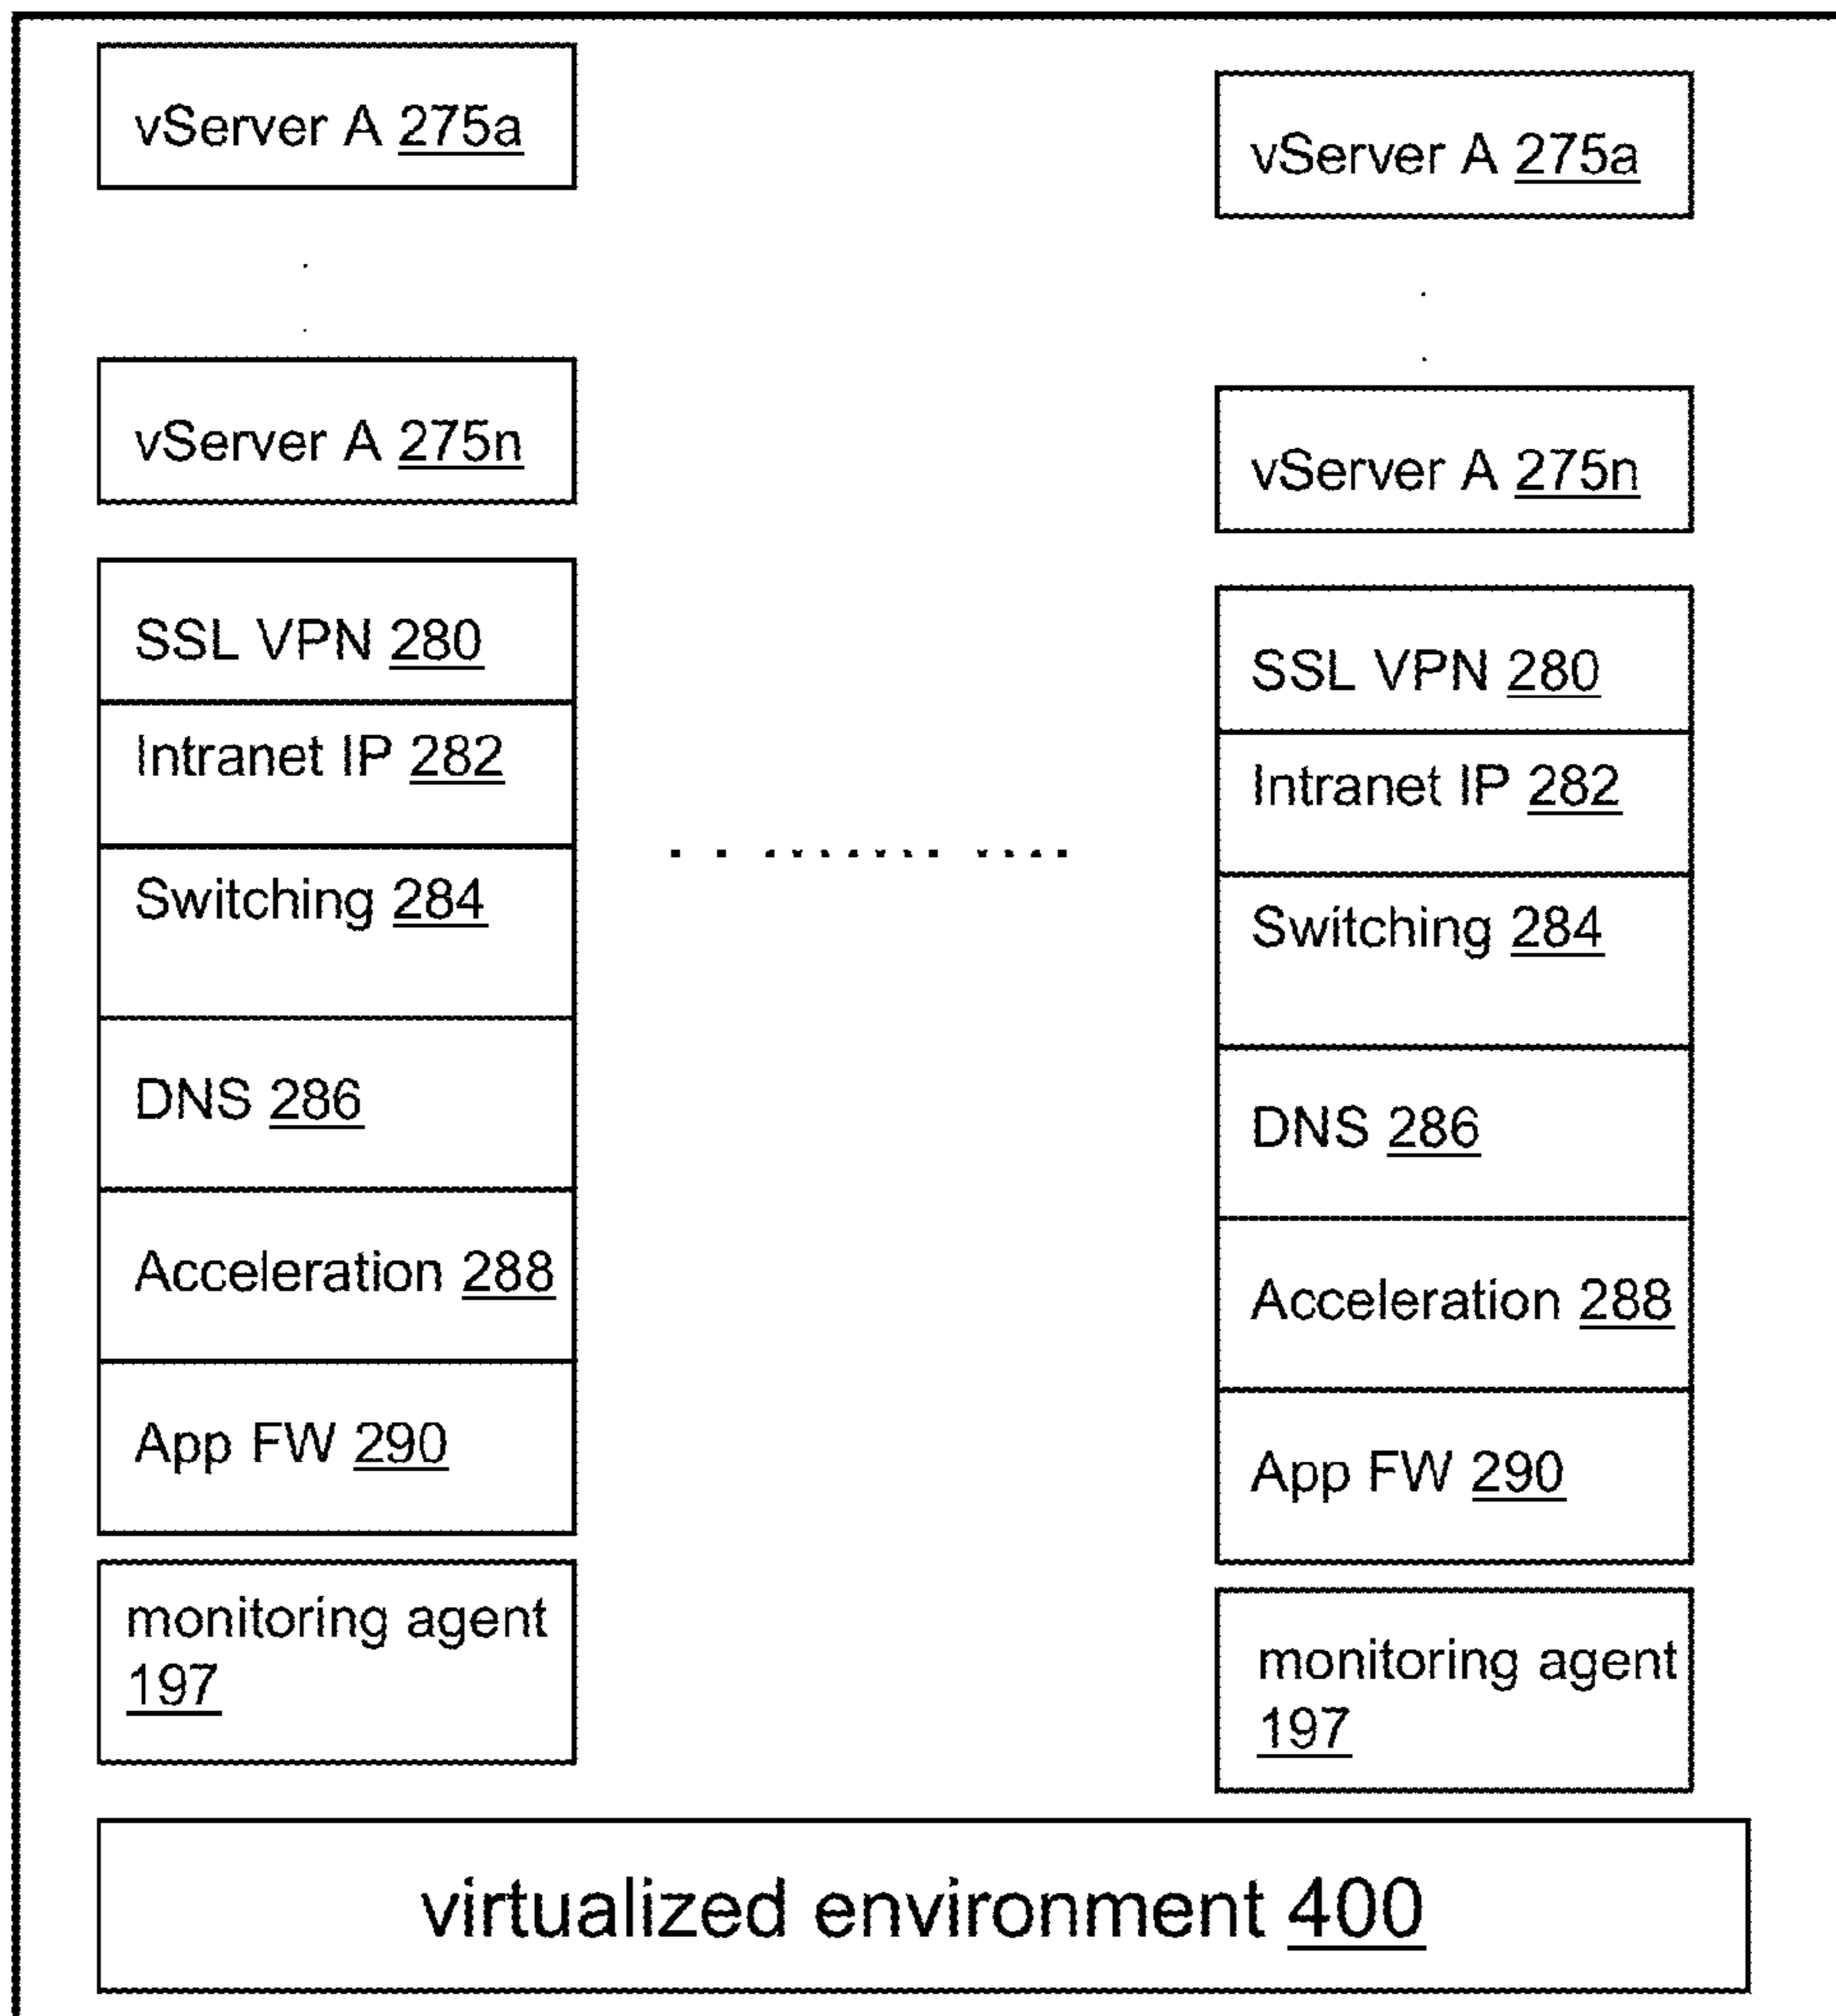 vServer A 275a
vServer A 275n
SSL VPN 280
Intranet IP 282
Switching 284
DNS 286
Acceleration 288
App FW 290
monitoring agent
197
vServer A 275a
vServer A 275n
SSL VPN 280
Intranet IP 282
Switching 284
DNS 286
Acceleration 288
App FW 290
monitoring agent
197
virtualized environment 400